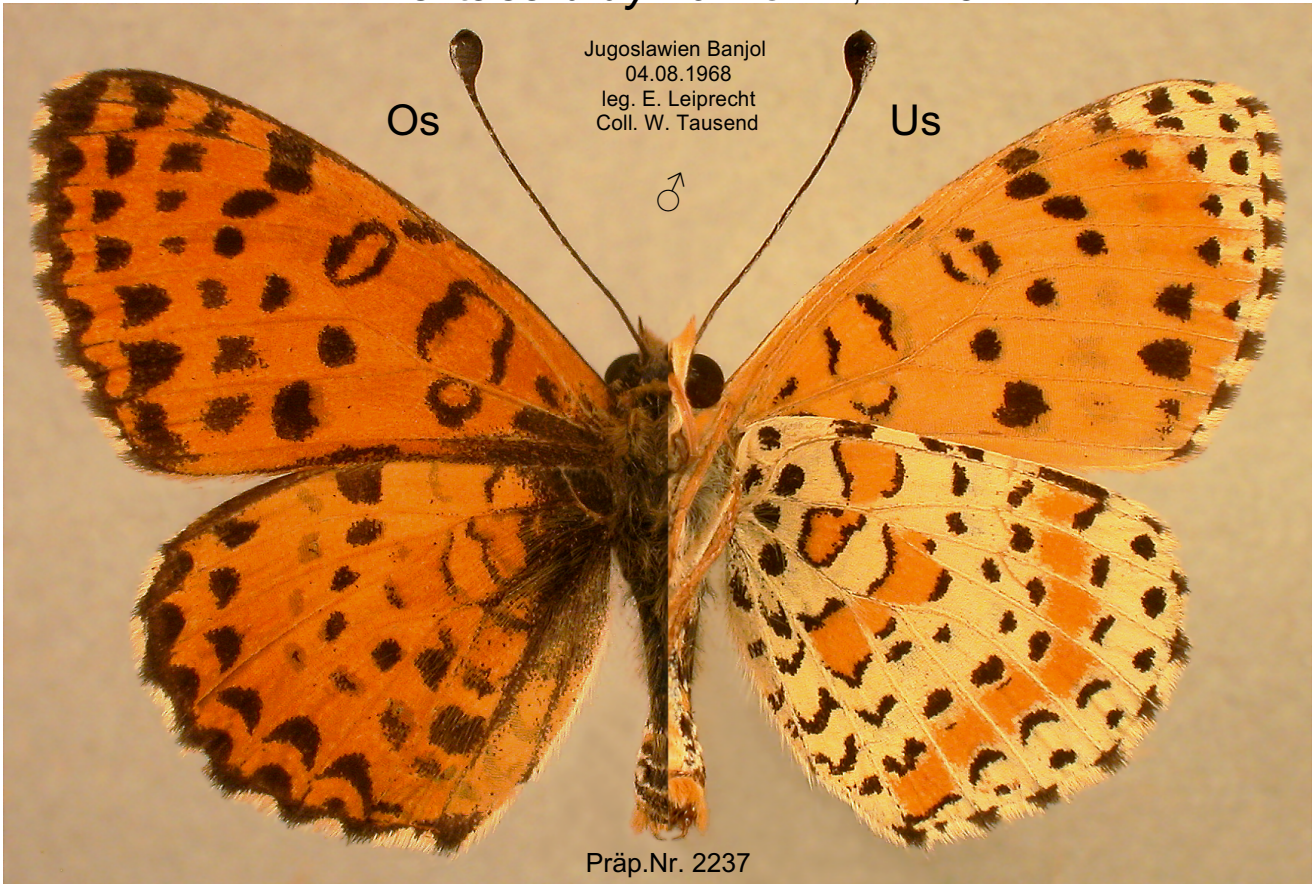 Jugoslawien Banjol
04.08.1968
leg. E. Leiprecht
Coll. W. Tausend
Os
Us
♂
Präp.Nr. 2237